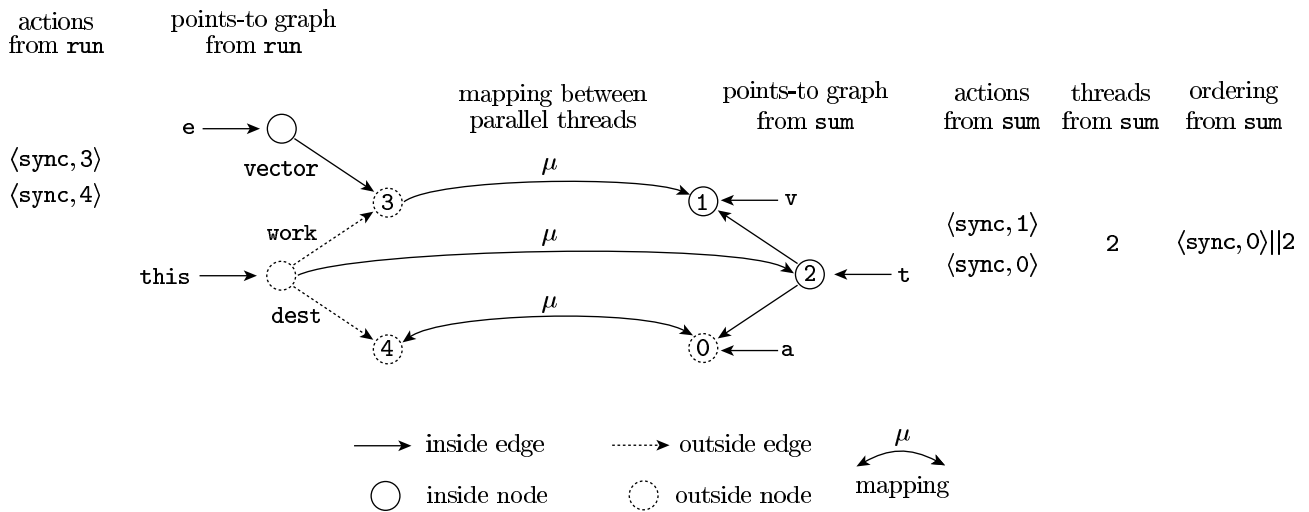 actions
from run
points-to graph
from run
mapping between
parallel threads
points-to graph
from sum
actions
from sum
threads
from sum
ordering
from sum
e
⟨sync, 3⟩
⟨sync, 4⟩
vector
μ
3
1
v
work
μ
⟨sync, 1⟩
⟨sync, 0⟩
2
⟨sync, 0⟩||2
this
2
t
dest
μ
4
0
a
inside edge
outside edge
μ
mapping
inside node
outside node